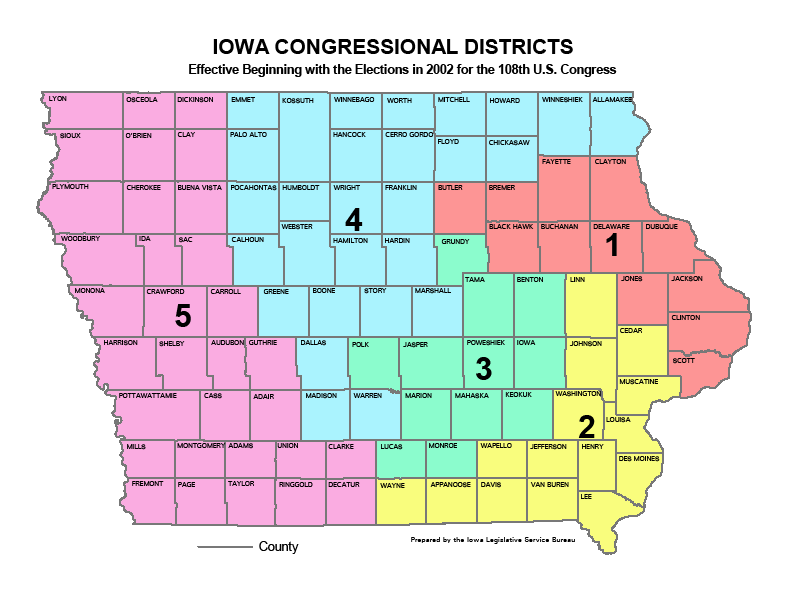 IOWA CONGRESSIONAL DISTRICTS
Effective Beginning with the Elections in 2002 for the 108th U.S. Congress
LYON OSCEOLA DICKINSON EMMET KOSSUTH WINNEBAGO WORTH MITCHELL HOWARD WINNESHIEK ALLAMAKEE
SIOUX O'BRIEN CLAY PALO ALTO HANCOCK CERRO GORDO FLOYD CHICKASAW
FAYETTE CLAYTON
PLYMOUTH CHEROKEE BUENA VISTA POCAHONTAS HUMBOLDT WRIGHT FRANKLIN BUTLER BREMER
4
WEBSTER BLACK HAWK BUCHANAN DELAWARE DUBUQUE
1
WOODBURY IDA SAC CALHOUN HAMILTON HARDIN GRUNDY
TAMA BENTON LINN JONES JACKSON
MONONA CRAWFORD CARROLL GREENE BOONE STORY MARSHALL
5
CLINTON
CEDAR
HARRISON SHELBY AUDUBON GUTHRIE DALLAS POLK JASPER POWESHIEK IOWA JOHNSON
3
SCOTT
MUSCATINE
POTTAWATTAMIE CASS ADAIR MADISON WARREN MARION MAHASKA KEOKUK WASHINGTON
2
LOUISA
MILLS MONTGOMERY ADAMS UNION CLARKE LUCAS MONROE WAPELLO JEFFERSON HENRY
DES MOINES
FREMONT PAGE TAYLOR RINGGOLD DECATUR WAYNE APPANOOSE DAVIS VAN BUREN
LEE
County
Prepared by the Iowa Legislative Service Bureau